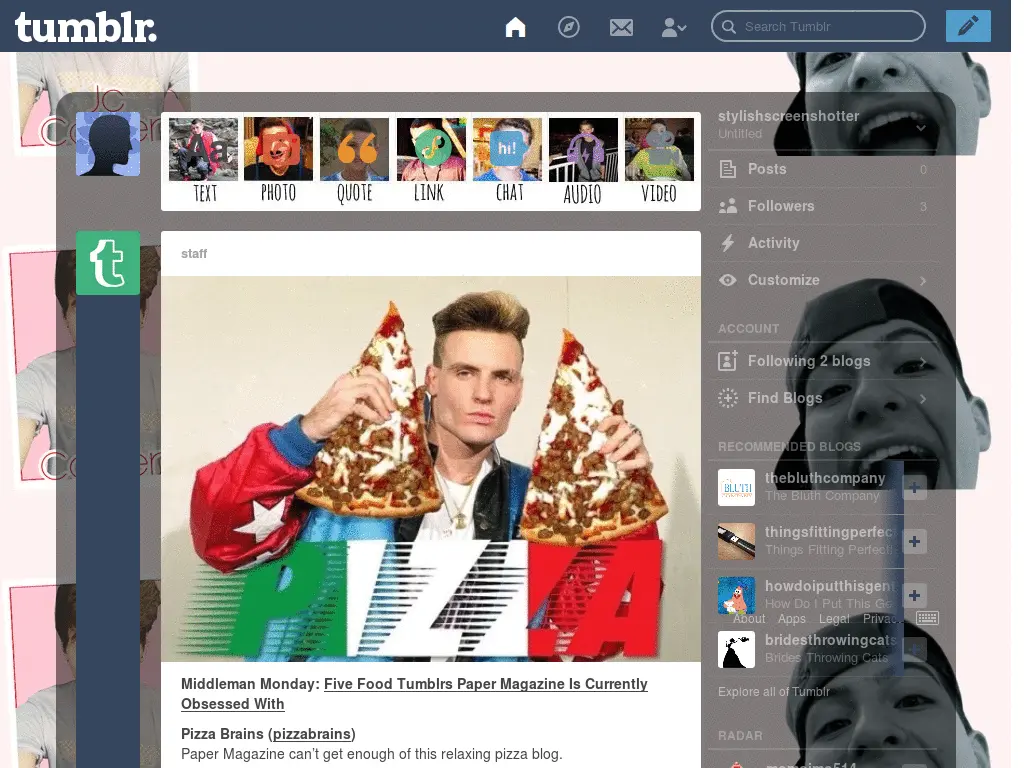 tumblr.
Search Tumblr
JC
stylishscreenshotter
Untitled
Aa
hi!
TEXT
PHOTO
QUOTE
LINK
CHAT
AUDIO
VIDEO
Posts 0
Followers 3
Activity
Customize
staff
ACCOUNT
Following 2 blogs
Find Blogs
RECOMMENDED BLOGS
BLUTH
COMPANY
thebluthcompany
The Bluth Company
thingsfittingperfec
Things Fitting Perfect
howdoiputthisgent
How Do I Put This Ge
About Apps Legal Privac
bridesthrowingcats
Brides Throwing Cats
Explore all of Tumblr
RADAR
PIZZA
Middleman Monday: Five Food Tumblrs Paper Magazine Is Currently
Obsessed With
Pizza Brains (pizzabrains)
Paper Magazine can't get enough of this relaxing pizza blog.